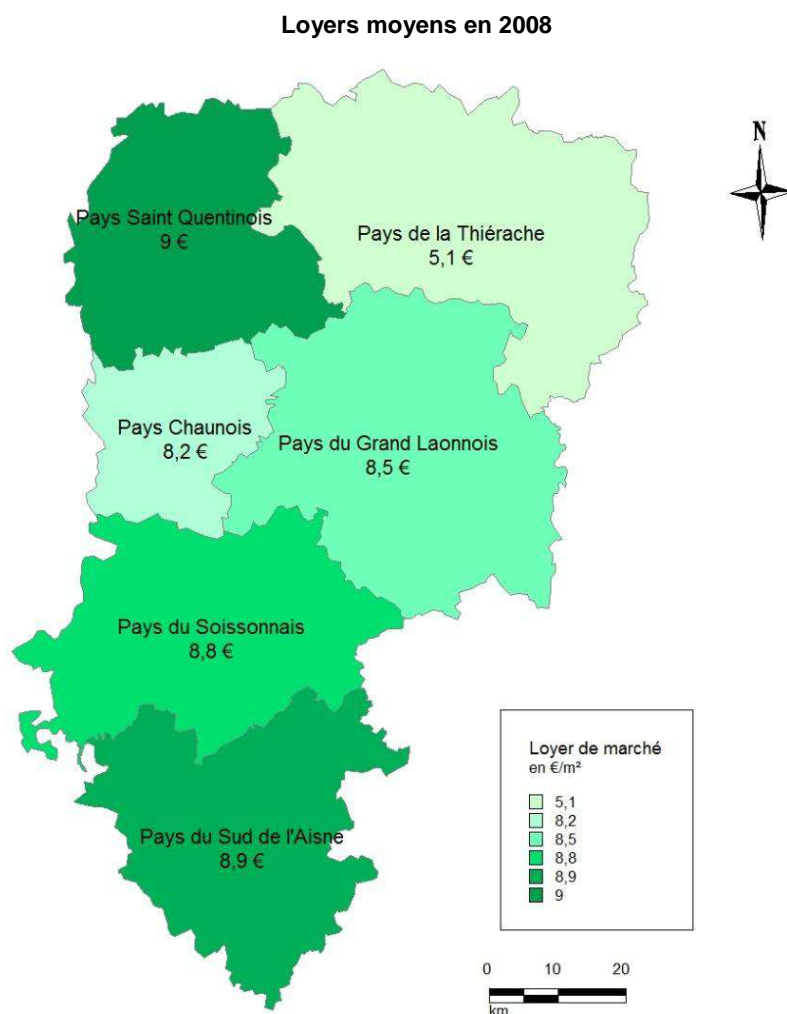 Loyers moyens en 2008
N
Pays Saint Quentinois
9 €
Pays de la Thiérache
5,1 €
Pays Chaunois
8,2 €
Pays du Grand Laonnois
8,5 €
Pays du Soissonnais
8,8 €
Pays du Sud de l'Aisne
8,9 €
Loyer de marché
en €/m²
5,1
8,2
8,5
8,8
8,9
9
0 10 20
km